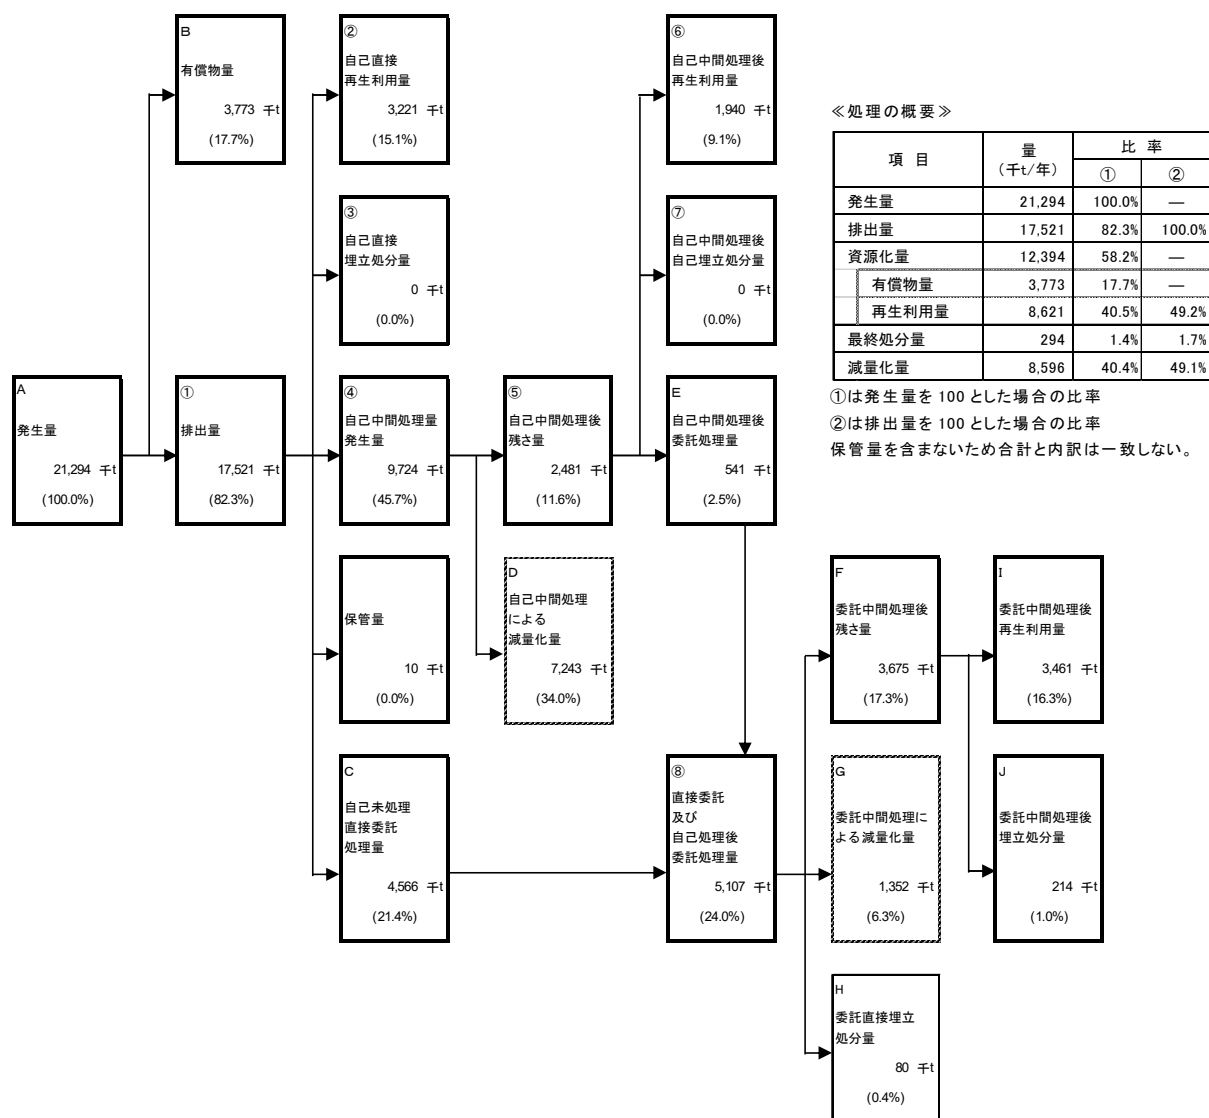 B
有償物量
3,773 千t
(17.7%)
②
自己直接
再生利用量
3,221 千t
(15.1%)
⑥
自己中間処理後
再生利用量
1,940 千t
(9.1%)
③
自己直接
埋立処分量
0 千t
(0.0%)
⑦
自己中間処理後
自己埋立処分量
0 千t
(0.0%)
≪処理の概要≫
項 目 量 (千t/年) 比 率
① ②
発生量 21,294 100.0% ―
排出量 17,521 82.3% 100.0%
資源化量 12,394 58.2% ―
有償物量 3,773 17.7% ―
再生利用量 8,621 40.5% 49.2%
最終処分量 294 1.4% 1.7%
減量化量 8,596 40.4% 49.1%
①は発生量を 100 とした場合の比率
②は排出量を 100 とした場合の比率
保管量を含まないため合計と内訳は一致しない。
A
発生量
21,294 千t
(100.0%)
①
排出量
17,521 千t
(82.3%)
④
自己中間処理量
発生量
9,724 千t
(45.7%)
⑤
自己中間処理後
残さ量
2,481 千t
(11.6%)
E
自己中間処理後
委託処理量
541 千t
(2.5%)
保管量
10 千t
(0.0%)
D
自己中間処理
による
減量化量
7,243 千t
(34.0%)
F
委託中間処理後
残さ量
3,675 千t
(17.3%)
I
委託中間処理後
再生利用量
3,461 千t
(16.3%)
C
自己未処理
直接委託
処理量
4,566 千t
(21.4%)
⑧
直接委託
及び
自己処理後
委託処理量
5,107 千t
(24.0%)
G
委託中間処理に
よる減量化量
1,352 千t
(6.3%)
J
委託中間処理後
埋立処分量
214 千t
(1.0%)
H
委託直接埋立
処分量
80 千t
(0.4%)